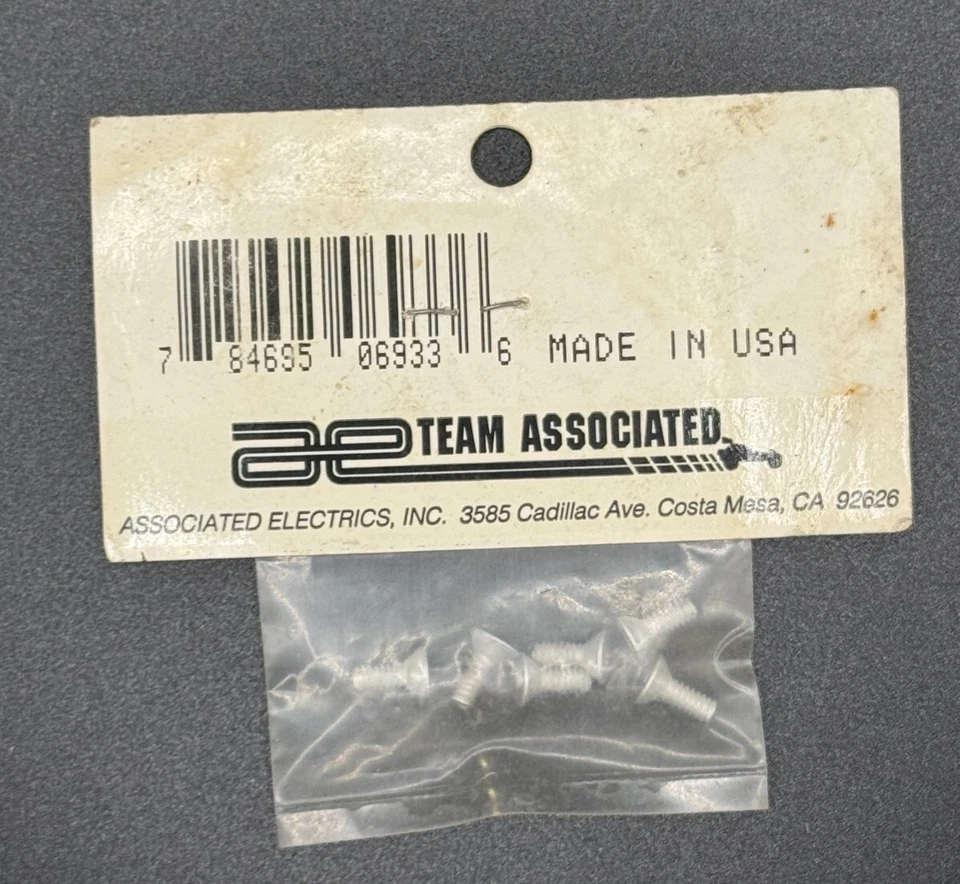 7 84695 06933 6 MADE IN USA
ae TEAM ASSOCIATED
ASSOCIATED ELECTRICS, INC. 3585 Cadillac Ave. Costa Mesa, CA 92626